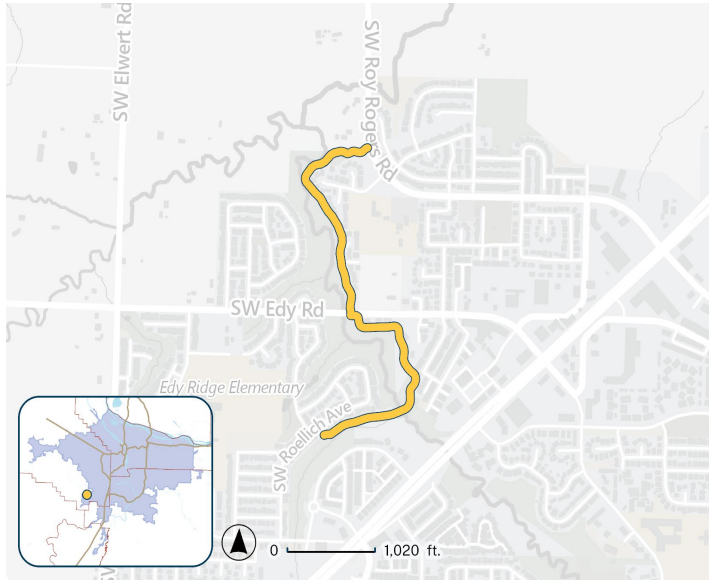 SW Elwert Rd
SW Roy Rogers Rd
SW Edy Rd
Edy Ridge Elementary
SW Roellich Ave
SW
0
1,020 ft.